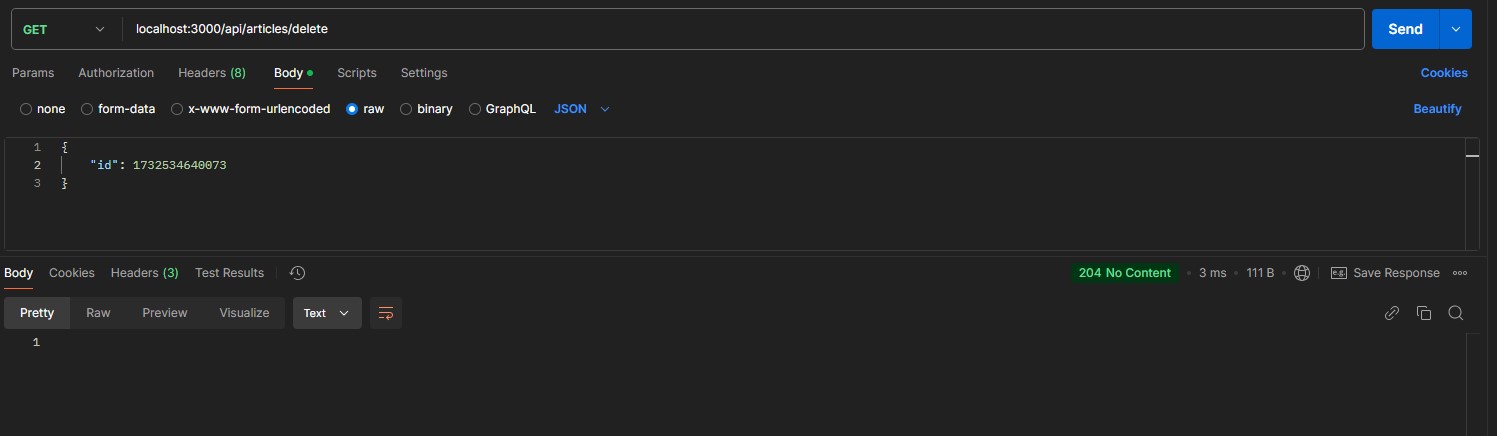 GET localhost:3000/api/articles/delete Send
Params Authorization Headers (8) Body Scripts Settings Cookies
none form-data x-www-form-urlencoded raw binary GraphQL JSON Beautify
1 {
2 "id": 1732534640073
3 }
Body Cookies Headers (3) Test Results 204 No Content 3 ms 111 B e.g. Save Response
Pretty Raw Preview Visualize Text
1